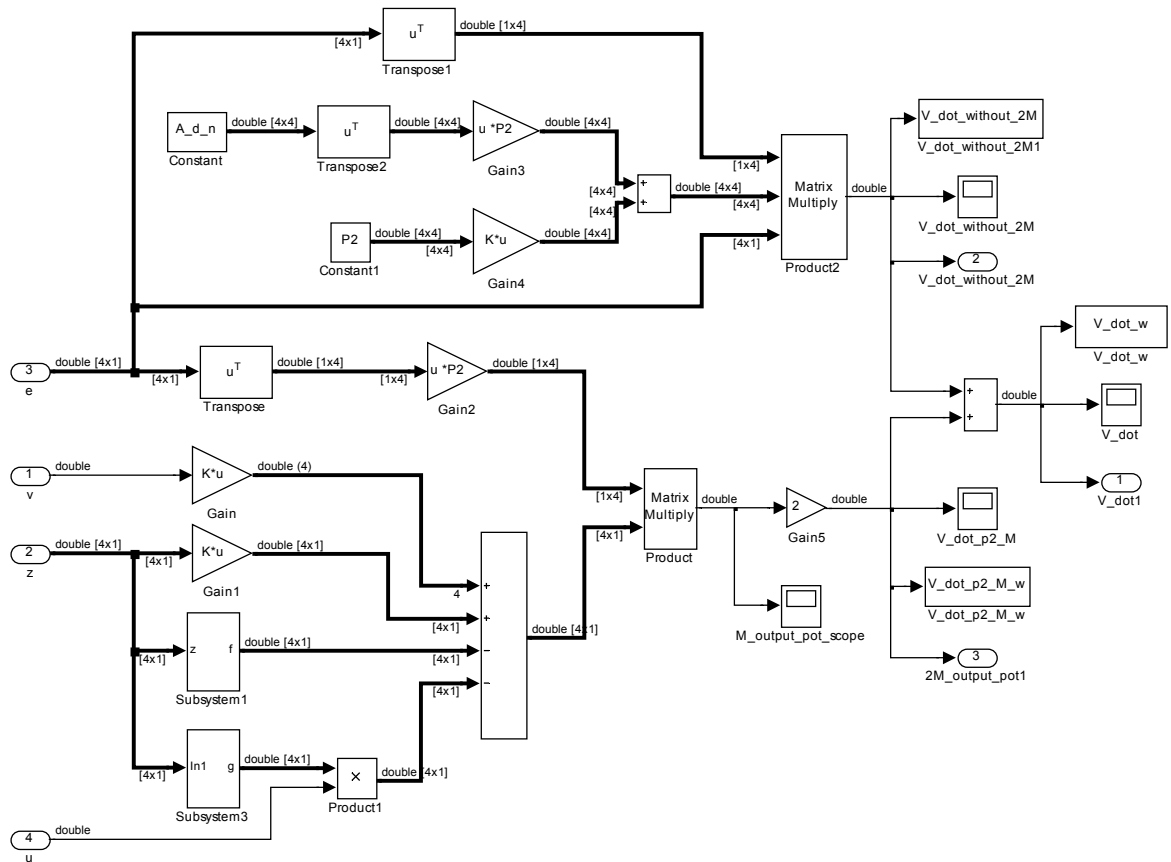 double [1x4]
u^T
[4x1]
Transpose1
A_d_n
double [4x4]
Constant
u^T
Transpose2
double [4x4]
u *P2
Gain3
double [4x4]
[4x4]
[4x4]
+
+
double [4x4]
P2
Constant1
double [4x4]
[4x4]
K*u
Gain4
double [4x4]
[1x4]
[4x4]
[4x1]
Matrix
Multiply
Product2
double
V_dot_without_2M
V_dot_without_2M1
V_dot_without_2M
2
V_dot_without_2M
3
e
double [4x1]
[4x1]
u^T
Transpose
double [1x4]
[1x4]
u *P2
Gain2
double [1x4]
+
+
double
V_dot_w
V_dot_w
V_dot
1
V_dot1
1
v
double
K*u
Gain
double (4)
2
z
double [4x1]
[4x1]
K*u
Gain1
double [4x1]
[4x1]
z
f
Subsystem1
double [4x1]
[4x1]
In1
g
Subsystem3
double [4x1]
×
Product1
double [4x1]
4
u
double
4
[4x1]
[4x1]
[4x1]
+
+
−
−
double [4x1]
[1x4]
[4x1]
Matrix
Multiply
Product
double
2
Gain5
double
M_output_pot_scope
V_dot_p2_M
V_dot_p2_M_w
V_dot_p2_M_w
3
2M_output_pot1